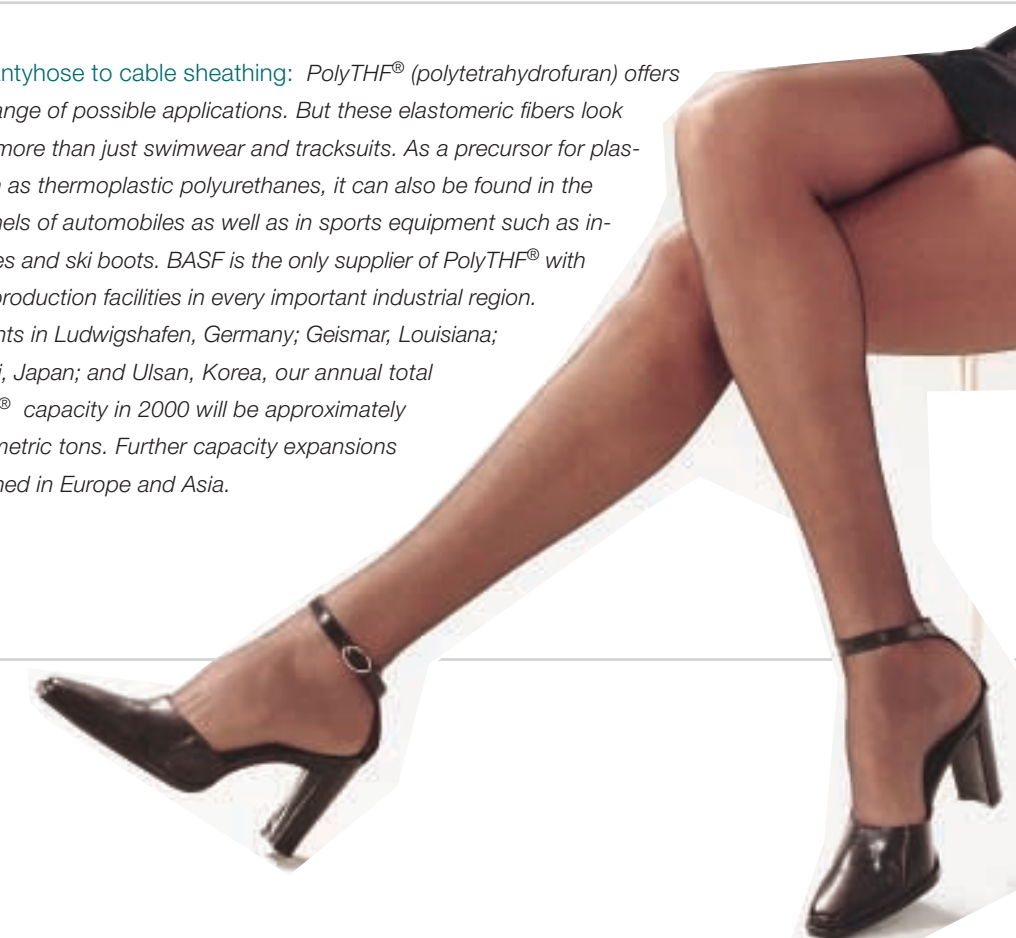 ntyhose to cable sheathing: PolyTHF® (polytetrahydrofuran) offers
ange of possible applications. But these elastomeric fibers look
more than just swimwear and tracksuits. As a precursor for plas-
as thermoplastic polyurethanes, it can also be found in the
nels of automobiles as well as in sports equipment such as in-
es and ski boots. BASF is the only supplier of PolyTHF® with
production facilities in every important industrial region.
nts in Ludwigshafen, Germany; Geismar, Louisiana;
i, Japan; and Ulsan, Korea, our annual total
® capacity in 2000 will be approximately
metric tons. Further capacity expansions
ned in Europe and Asia.